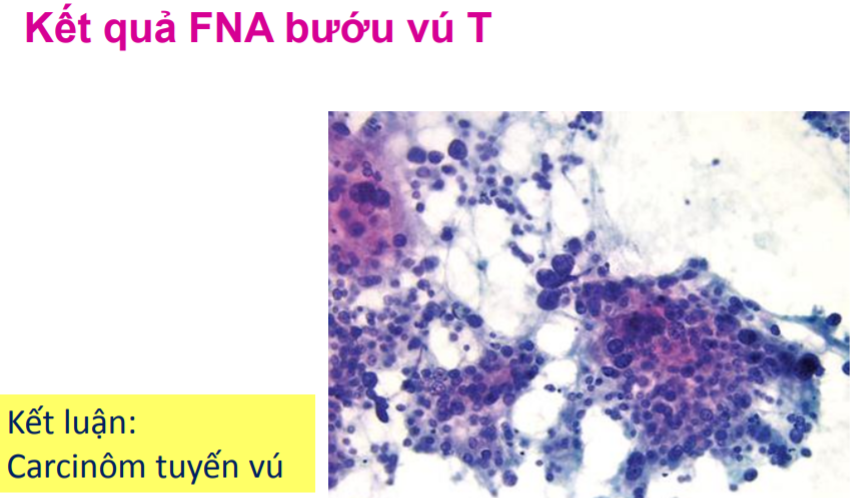 Kết quả FNA bướu vú T
Kết luận:
Carcinôm tuyến vú